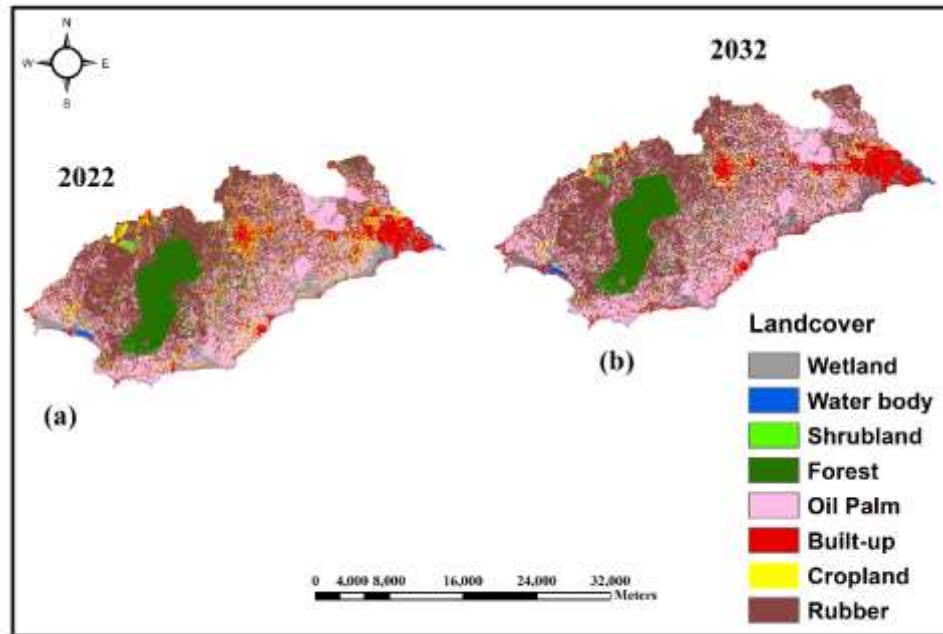 N
W E
S
2032
2022
(a)
(b)
Landcover
Wetland
Water body
Shrubland
Forest
Oil Palm
Built-up
Cropland
Rubber
0 4,000 8,000 16,000 24,000 32,000
Meters